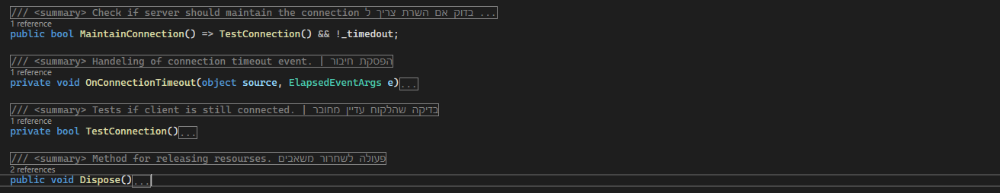 /// <summary> Check if server should maintain the connection בדוק אם השרת צריך ל ...
1 reference
public bool MaintainConnection() => TestConnection() && !_timedout;
/// <summary> Handeling of connection timeout event. | הפסקת חיבור
1 reference
private void OnConnectionTimeout(object source, ElapsedEventArgs e)...
/// <summary> Tests if client is still connected. | בדיקה שהלקוח עדיין מחובר
1 reference
private bool TestConnection()...
/// <summary> Method for releasing resourses. פעולה לשחרור משאבים
2 references
public void Dispose()...